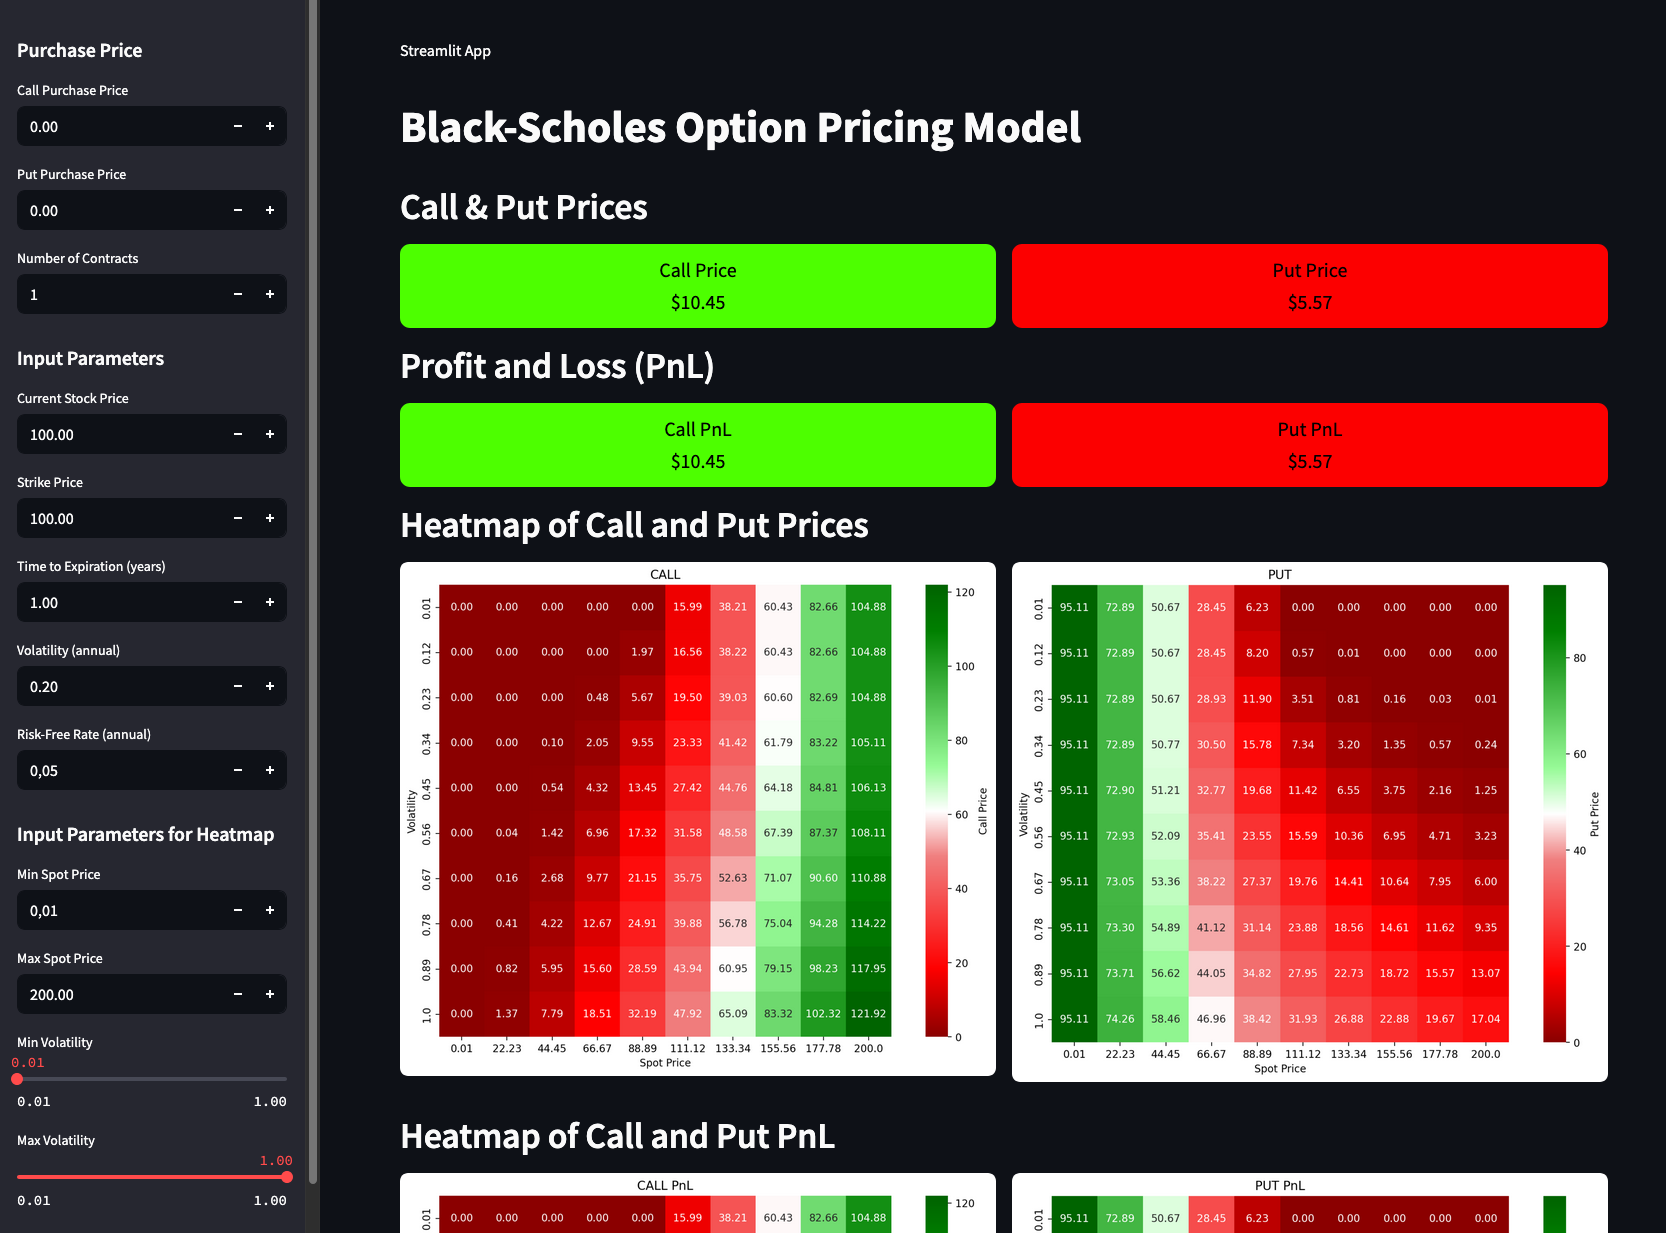 Purchase Price
Call Purchase Price
0.00 − +
Put Purchase Price
0.00 − +
Number of Contracts
1 − +
Input Parameters
Current Stock Price
100.00 − +
Strike Price
100.00 − +
Time to Expiration (years)
1.00 − +
Volatility (annual)
0.20 − +
Risk-Free Rate (annual)
0,05 − +
Input Parameters for Heatmap
Min Spot Price
0,01 − +
Max Spot Price
200.00 − +
Min Volatility
0.01
0.01 1.00
Max Volatility
1.00
0.01 1.00
Streamlit App
Black-Scholes Option Pricing Model
Call & Put Prices
Call Price
$10.45
Put Price
$5.57
Profit and Loss (PnL)
Call PnL
$10.45
Put PnL
$5.57
Heatmap of Call and Put Prices
CALL
Volatility
0.01 0.00 0.00 0.00 0.00 0.00 15.99 38.21 60.43 82.66 104.88
0.12 0.00 0.00 0.00 0.00 1.97 16.56 38.22 60.43 82.66 104.88
0.23 0.00 0.00 0.00 0.48 5.67 19.50 39.03 60.60 82.69 104.88
0.34 0.00 0.00 0.10 2.05 9.55 23.33 41.42 61.79 83.22 105.11
0.45 0.00 0.00 0.54 4.32 13.45 27.42 44.76 64.18 84.81 106.13
0.56 0.00 0.04 1.42 6.96 17.32 31.58 48.58 67.39 87.37 108.11
0.67 0.00 0.16 2.68 9.77 21.15 35.75 52.63 71.07 90.60 110.88
0.78 0.00 0.41 4.22 12.67 24.91 39.88 56.78 75.04 94.28 114.22
0.89 0.00 0.82 5.95 15.60 28.59 43.94 60.95 79.15 98.23 117.95
1.0 0.00 1.37 7.79 18.51 32.19 47.92 65.09 83.32 102.32 121.92
0.01 22.23 44.45 66.67 88.89 111.12 133.34 155.56 177.78 200.0
Spot Price
120
100
80
60
40
20
0
Call Price
PUT
Volatility
0.01 95.11 72.89 50.67 28.45 6.23 0.00 0.00 0.00 0.00 0.00
0.12 95.11 72.89 50.67 28.45 8.20 0.57 0.01 0.00 0.00 0.00
0.23 95.11 72.89 50.67 28.93 11.90 3.51 0.81 0.16 0.03 0.01
0.34 95.11 72.89 50.77 30.50 15.78 7.34 3.20 1.35 0.57 0.24
0.45 95.11 72.90 51.21 32.77 19.68 11.42 6.55 3.75 2.16 1.25
0.56 95.11 72.93 52.09 35.41 23.55 15.59 10.36 6.95 4.71 3.23
0.67 95.11 73.05 53.36 38.22 27.37 19.76 14.41 10.64 7.95 6.00
0.78 95.11 73.30 54.89 41.12 31.14 23.88 18.56 14.61 11.62 9.35
0.89 95.11 73.71 56.62 44.05 34.82 27.95 22.73 18.72 15.57 13.07
1.0 95.11 74.26 58.46 46.96 38.42 31.93 26.88 22.88 19.67 17.04
0.01 22.23 44.45 66.67 88.89 111.12 133.34 155.56 177.78 200.0
Spot Price
80
60
40
20
0
Put Price
Heatmap of Call and Put PnL
CALL PnL
0.01 0.00 0.00 0.00 0.00 0.00 15.99 38.21 60.43 82.66 104.88
120
PUT PnL
0.01 95.11 72.89 50.67 28.45 6.23 0.00 0.00 0.00 0.00 0.00